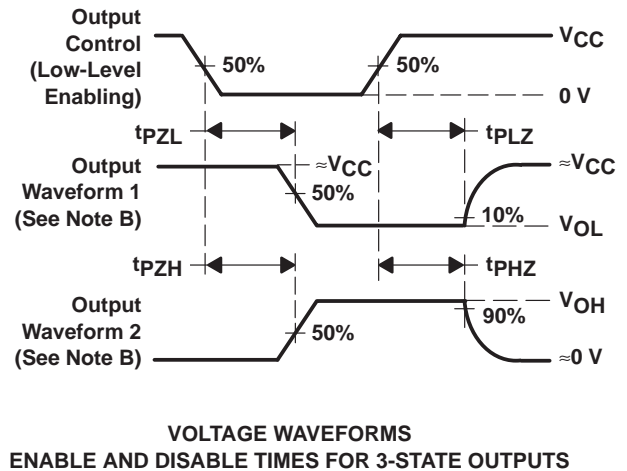 Output
Control
(Low-Level
Enabling)
50%
50%
VCC
0 V
tPZL
tPLZ
Output
Waveform 1
(See Note B)
≈VCC
50%
≈VCC
10%
VOL
tPZH
tPHZ
Output
Waveform 2
(See Note B)
50%
VOH
90%
≈0 V
VOLTAGE WAVEFORMS
ENABLE AND DISABLE TIMES FOR 3-STATE OUTPUTS